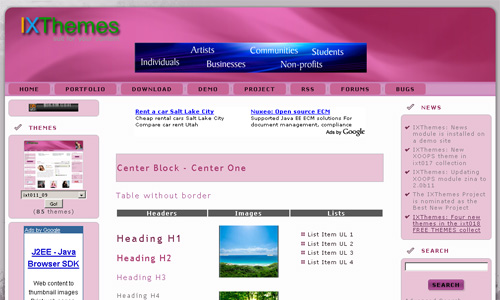 IXThemes
Artists Communities Students
Individuals Businesses Non-profits
HOME PORTFOLIO DOWNLOAD DEMO PROJECT RSS FORUMS BUGS
THEMES
ixt011_09
Go!
(85 themes)
Ads by Google
J2EE - Java
Browser SDK
Web content to
thumbnail images
Rent a car Salt Lake City
Cheap rental cars Salt Lake City
Compare car rent Utah
Nuxeo: Open source ECM
Supported Java EE ECM solutions For
document management, compliance
Ads by Google
Center Block - Center One
Table without border
Headers Images Lists
Heading H1
Heading H2
Heading H3
Heading H4
List Item UL 1
List Item UL 2
List Item UL 3
List Item UL 4
NEWS
IXThemes: News
module is installed on
a demo site
IXThemes: New
XOOPS theme in
ixt017 collection
IXThemes: Updating
XOOPS module zina to
2.0b11
The IXThemes Project
is nominated as the
Best New Project
IXThemes: Four new
themes in the ixt016
FREE THEMES collect
SEARCH
SEARCH